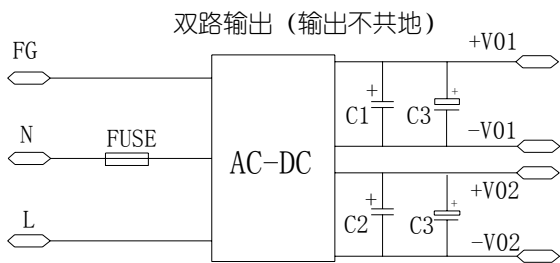 双路输出（输出不共地）
FG
+V01
+
C1
+
C3
N
FUSE
AC-DC
-V01
+V02
L
+
C2
+
C3
-V02